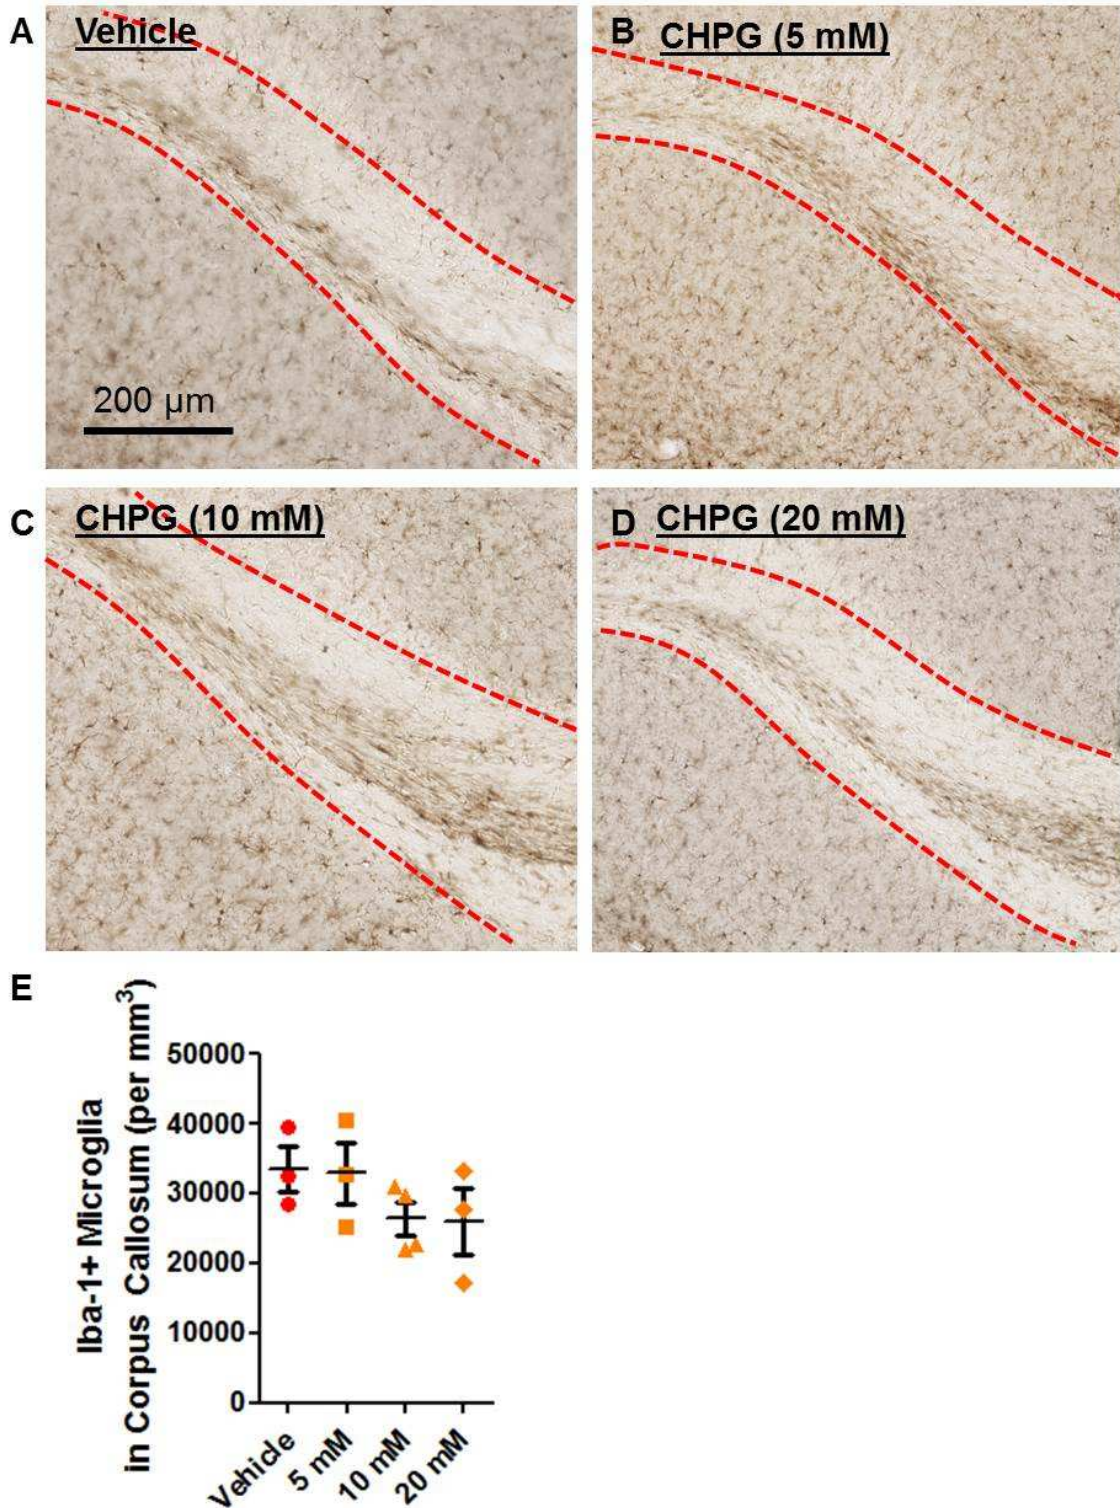 A Vehicle
B CHPG (5 mM)
200 µm
C CHPG (10 mM)
D CHPG (20 mM)
E
Iba-1+ Microglia
in Corpus Callosum (per mm³)
50000
40000
30000
20000
10000
0
Vehicle
5 mM
10 mM
20 mM